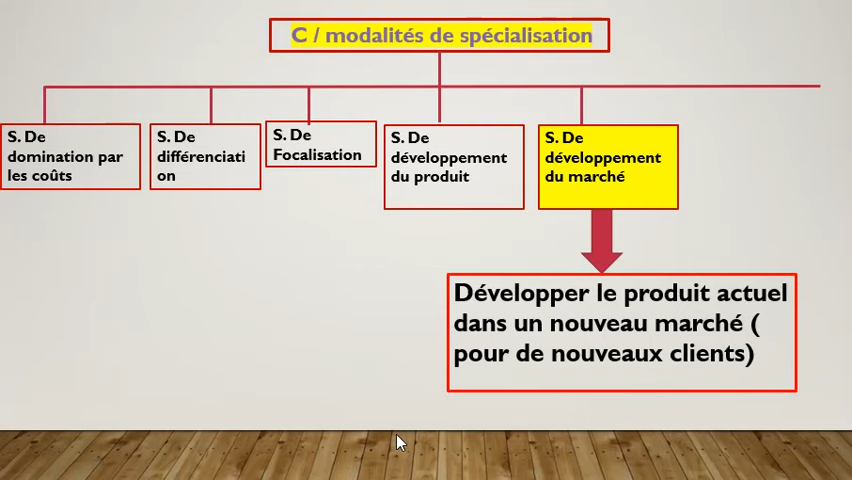 C / modalités de spécialisation
S. De
domination par
les coûts
S. De
différenciati
on
S. De
Focalisation
S. De
développement
du produit
S. De
développement
du marché
Développer le produit actuel
dans un nouveau marché (
pour de nouveaux clients)